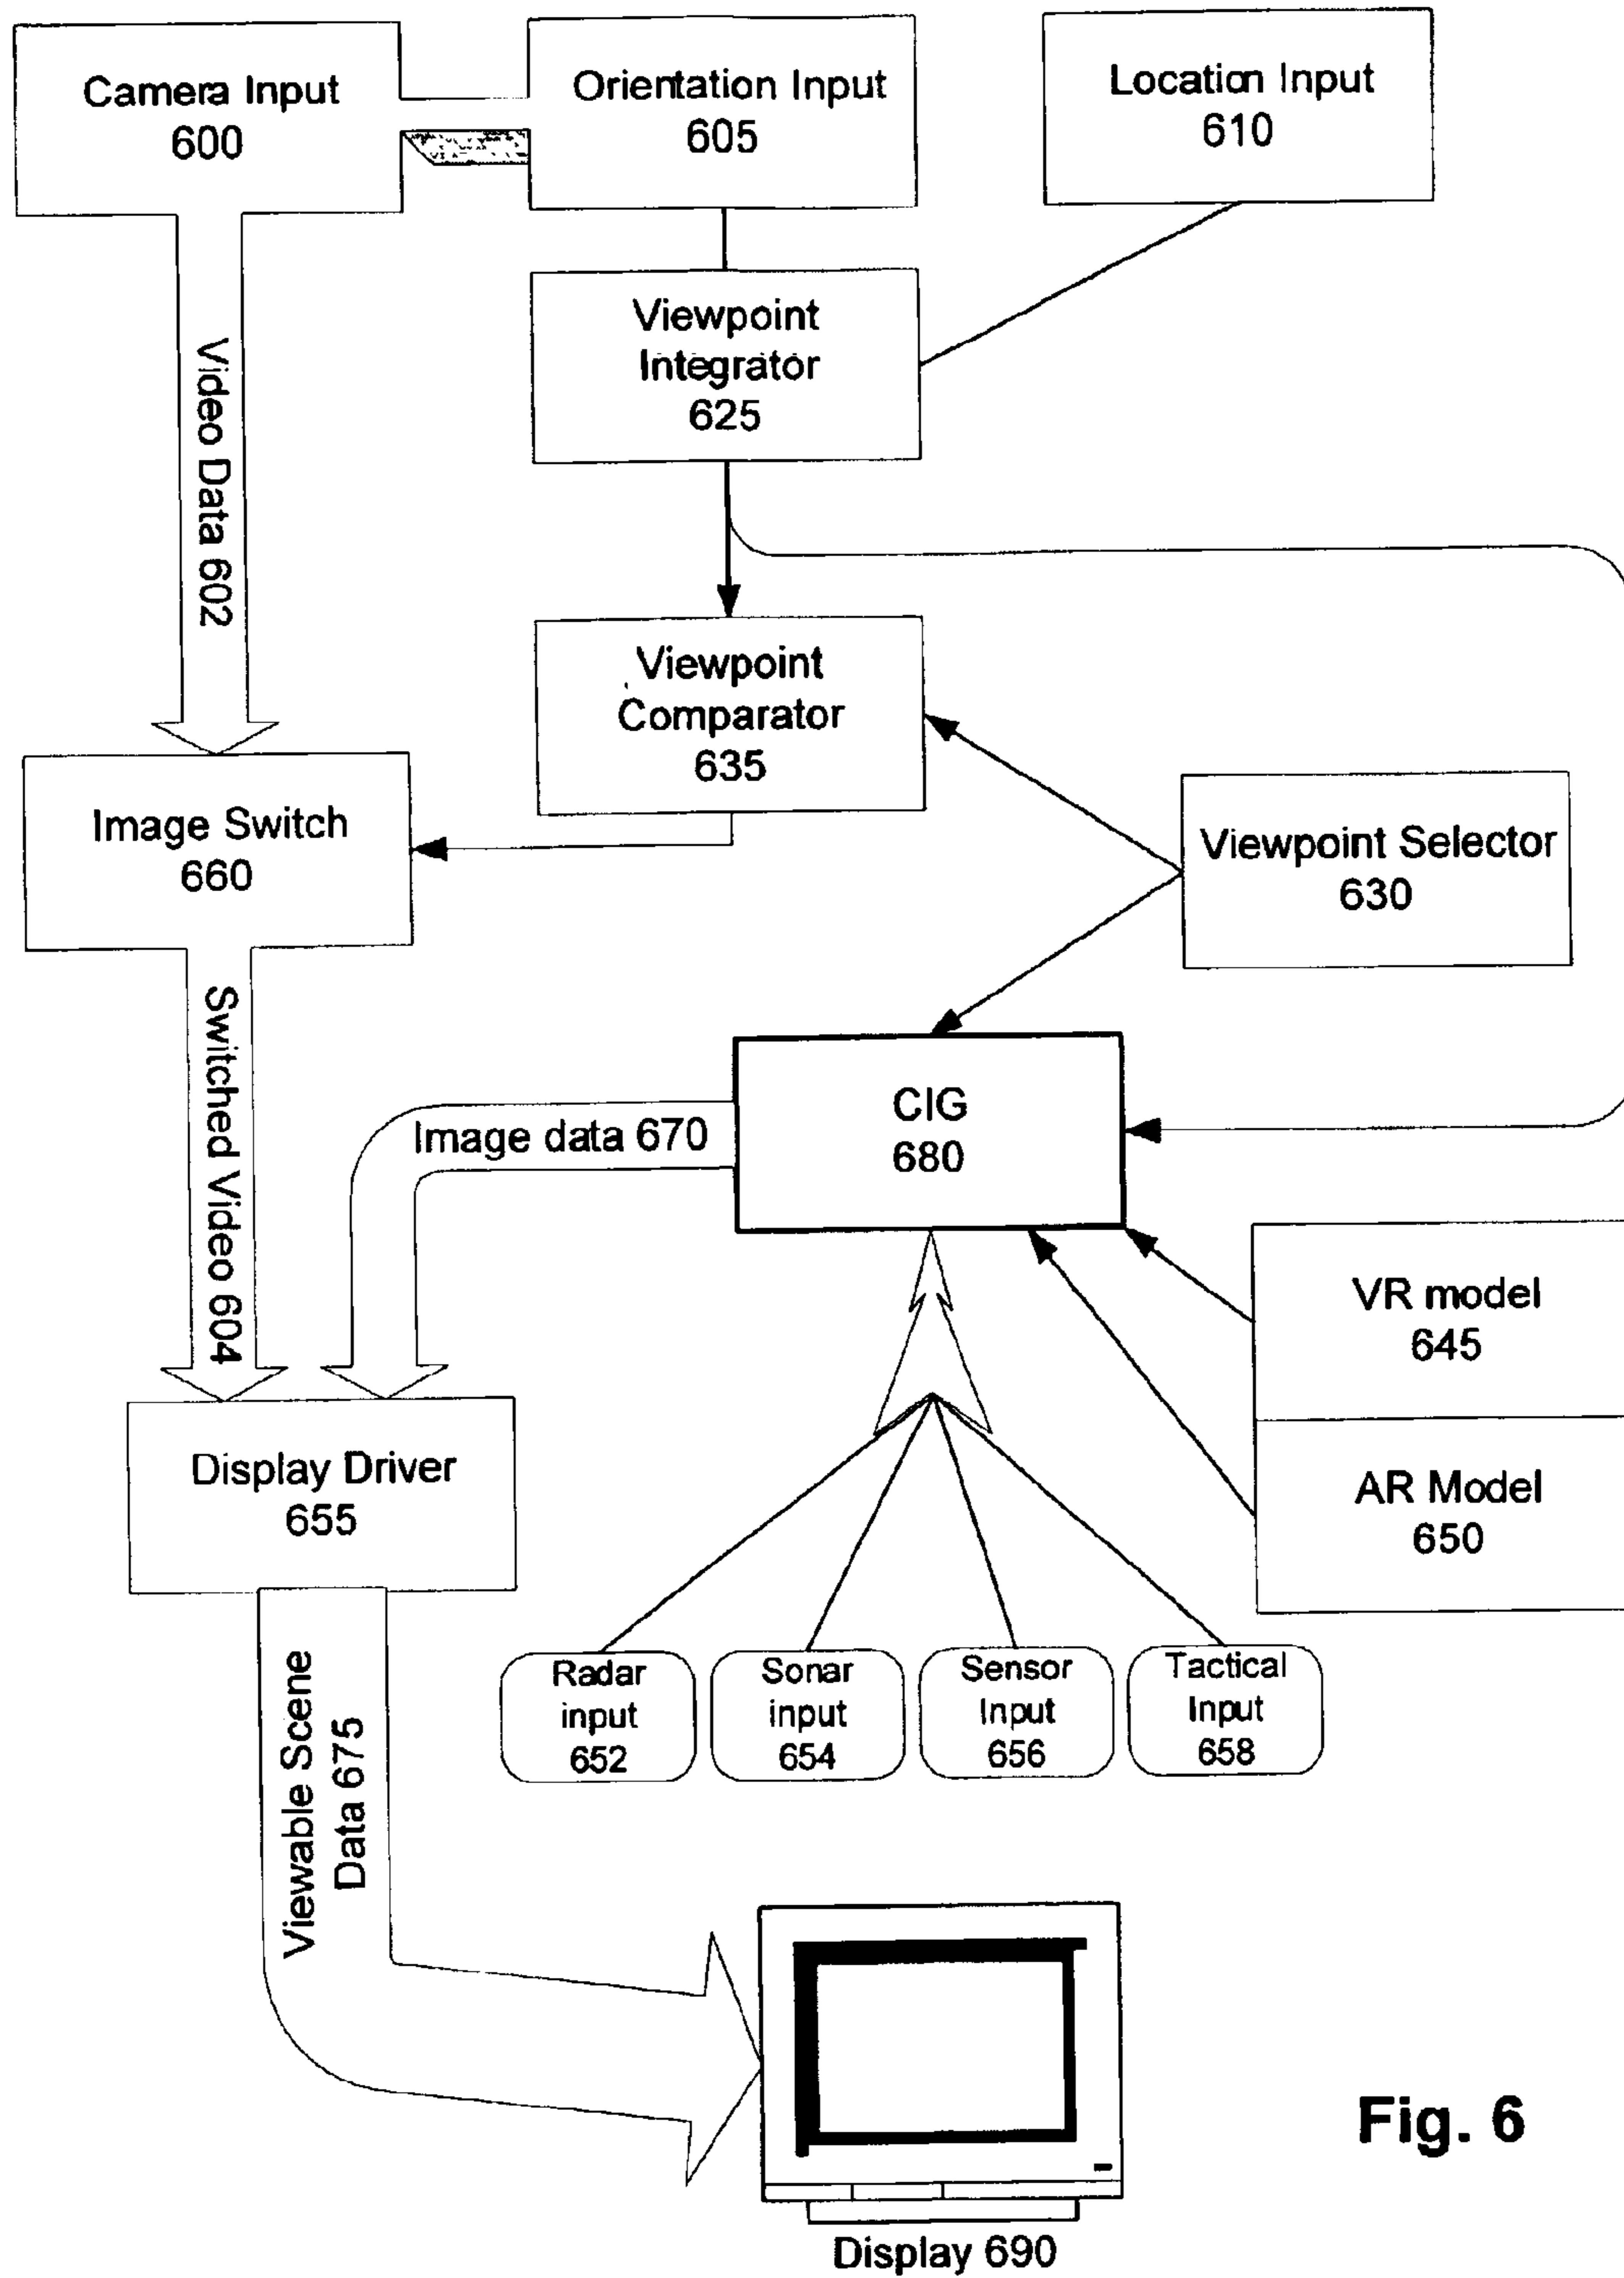 Camera Input
600
Orientation Input
605
Location Input
610
Viewpoint
Integrator
625
Video Data 602
Viewpoint
Comparator
635
Image Switch
660
Viewpoint Selector
630
Switched Video 604
CIG
680
Image data 670
VR model
645
AR Model
650
Display Driver
655
Radar
input
652
Sonar
input
654
Sensor
Input
656
Tactical
Input
658
Viewable Scene
Data 675
Display 690
Fig. 6